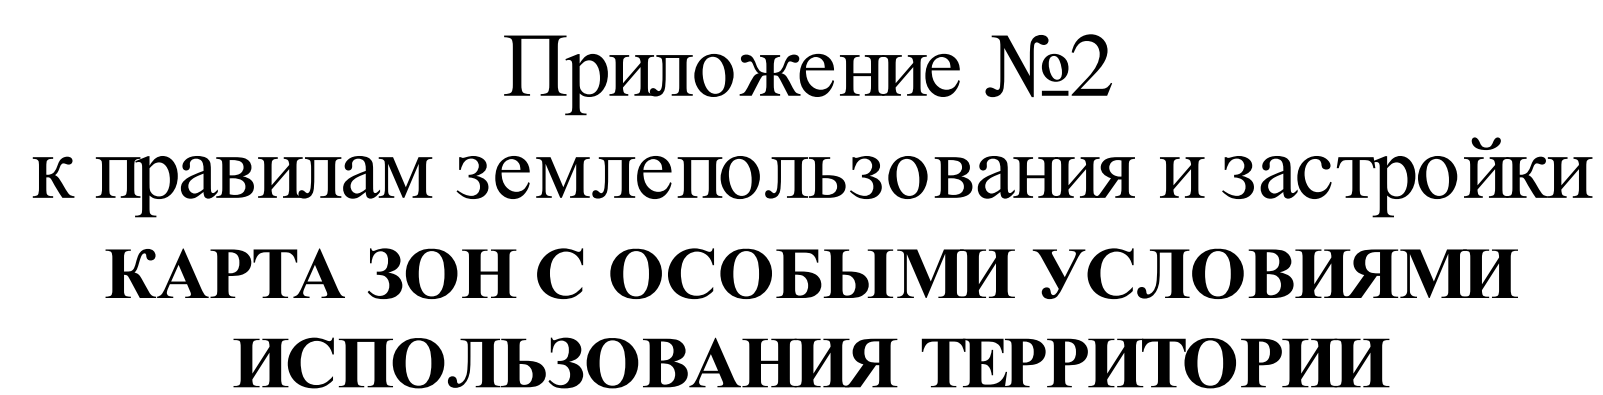 Приложение №2
к правилам землепользования и застройки
КАРТА ЗОН С ОСОБЫМИ УСЛОВИЯМИ
ИСПОЛЬЗОВАНИЯ ТЕРРИТОРИИ